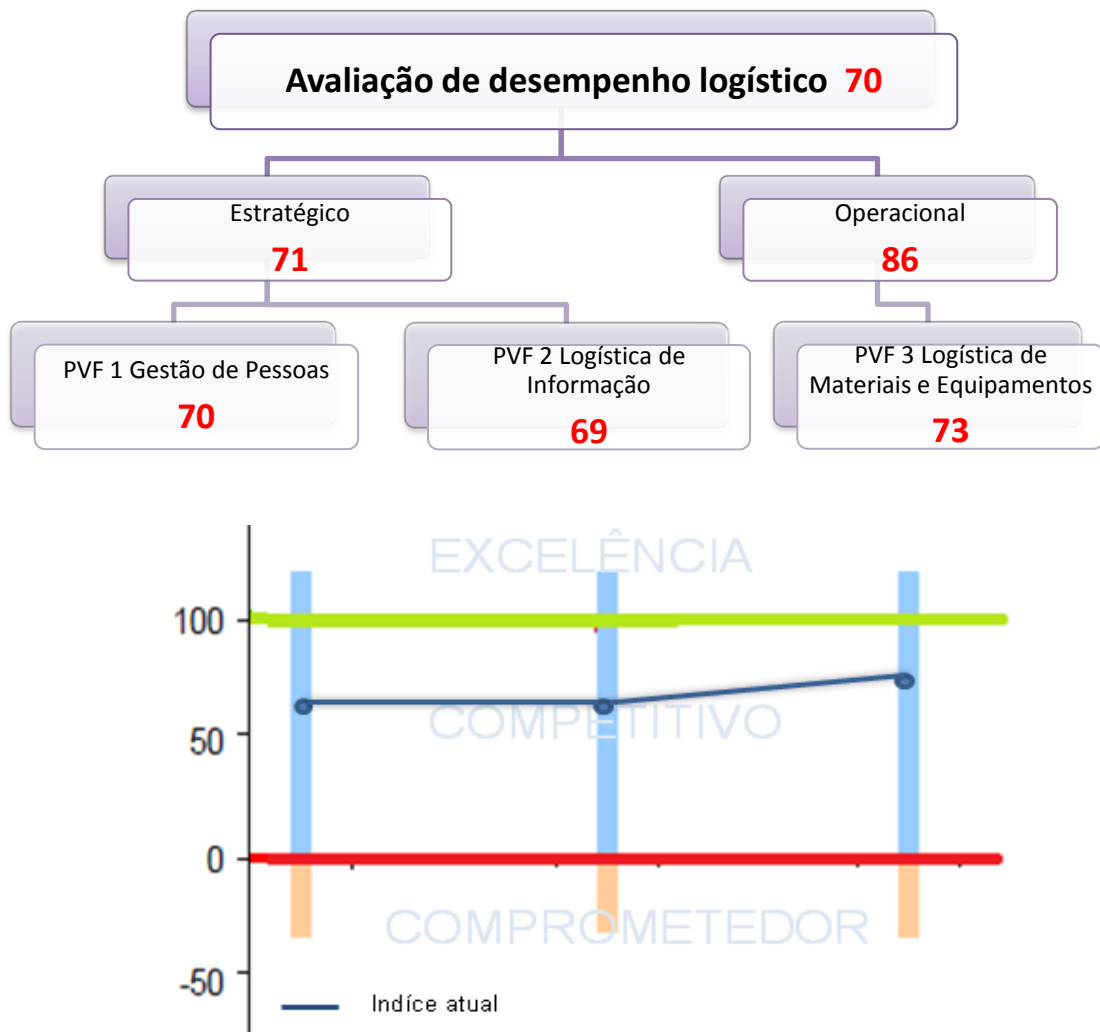 Avaliação de desempenho logístico 70
Estratégico
71
Operacional
86
PVF 1 Gestão de Pessoas
70
PVF 2 Logística de
Informação
69
PVF 3 Logística de
Materiais e Equipamentos
73
EXCELÊNCIA
100
COMPETITIVO
50
0
COMPROMETEDOR
-50
Indíce atual